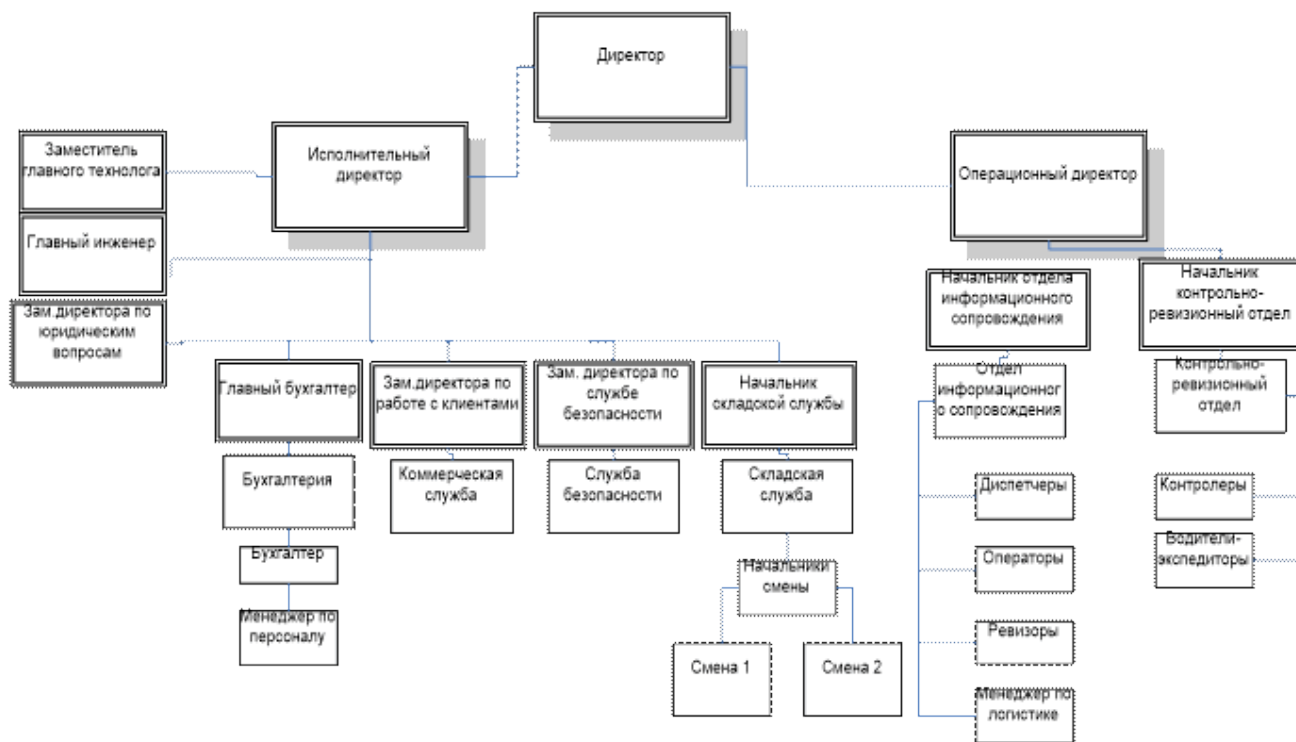 Директор
Исполнительный
директор
Заместитель
главного технолога
Главный инженер
Зам.директора по
юридическим
вопросам
Операционный директор
Начальник отдела
информационного
сопровождения
Начальник
контрольно-
ревизионный отдел
Главный бухгалтер
Зам.директора по
работе с клиентами
Зам. директора по
службе
безопасности
Начальник
складской службы
Отдел
информационног
о сопровождения
Контрольно-
ревизионный
отдел
Бухгалтерия
Коммерческая
служба
Служба
безопасности
Складская
служба
Диспетчеры
Контролеры
Бухгалтер
Начальники
смены
Операторы
Водители-
экспедиторы
Менеджер по
персоналу
Смена 1
Смена 2
Ревизоры
Менеджер по
логистике